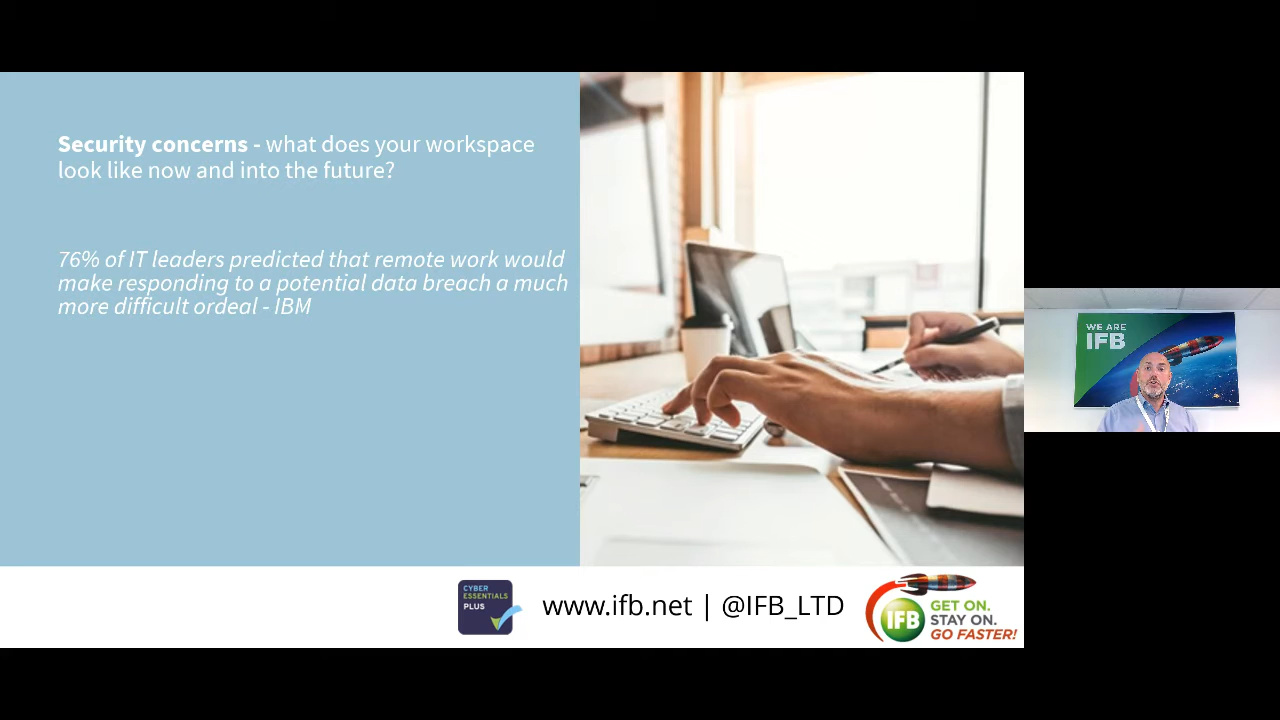 Security concerns - what does your workspace
look like now and into the future?
76% of IT leaders predicted that remote work would
make responding to a potential data breach a much
more difficult ordeal - IBM
CYBER
ESSENTIALS
PLUS
www.ifb.net | @IFB_LTD
IFB
GET ON.
STAY ON.
GO FASTER!
WE ARE
IFB